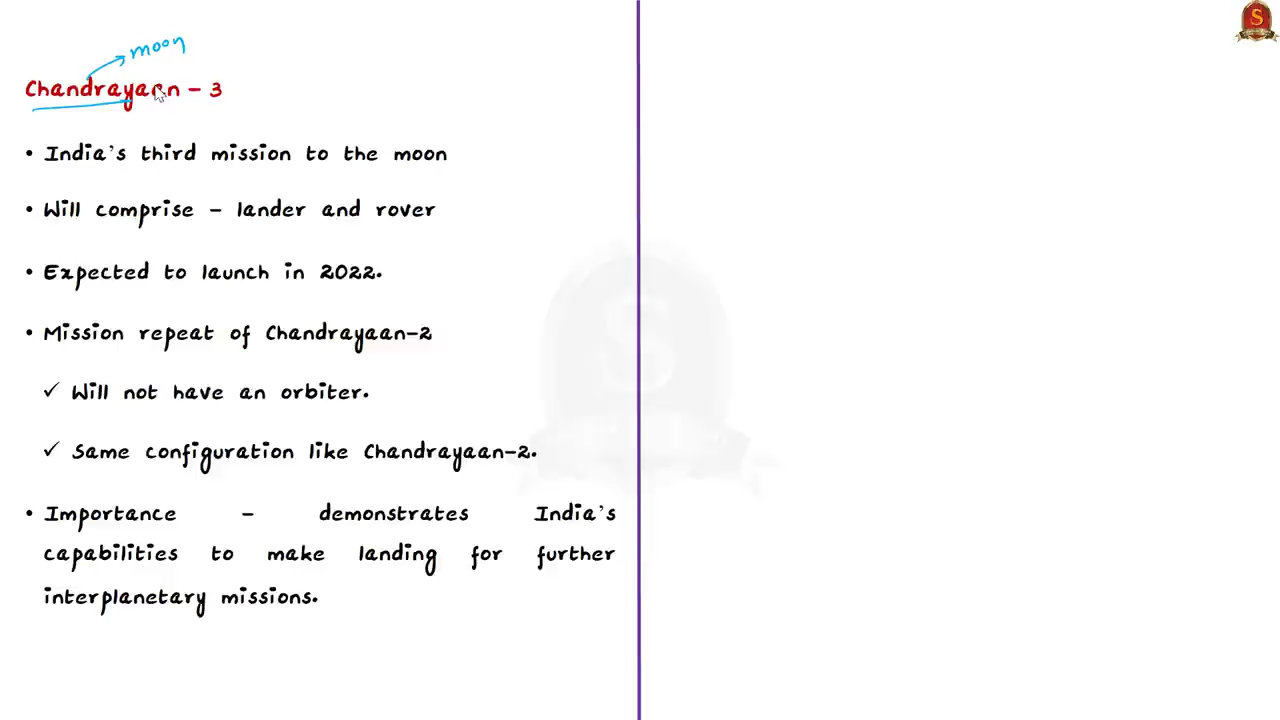 moon
Chandrayaan - 3
• India's third mission to the moon
• Will comprise - lander and rover
• Expected to launch in 2022.
• Mission repeat of Chandrayaan-2
✓ Will not have an orbiter.
✓ Same configuration like Chandrayaan-2.
• Importance - demonstrates India's
capabilities to make landing for further
interplanetary missions.
S
S